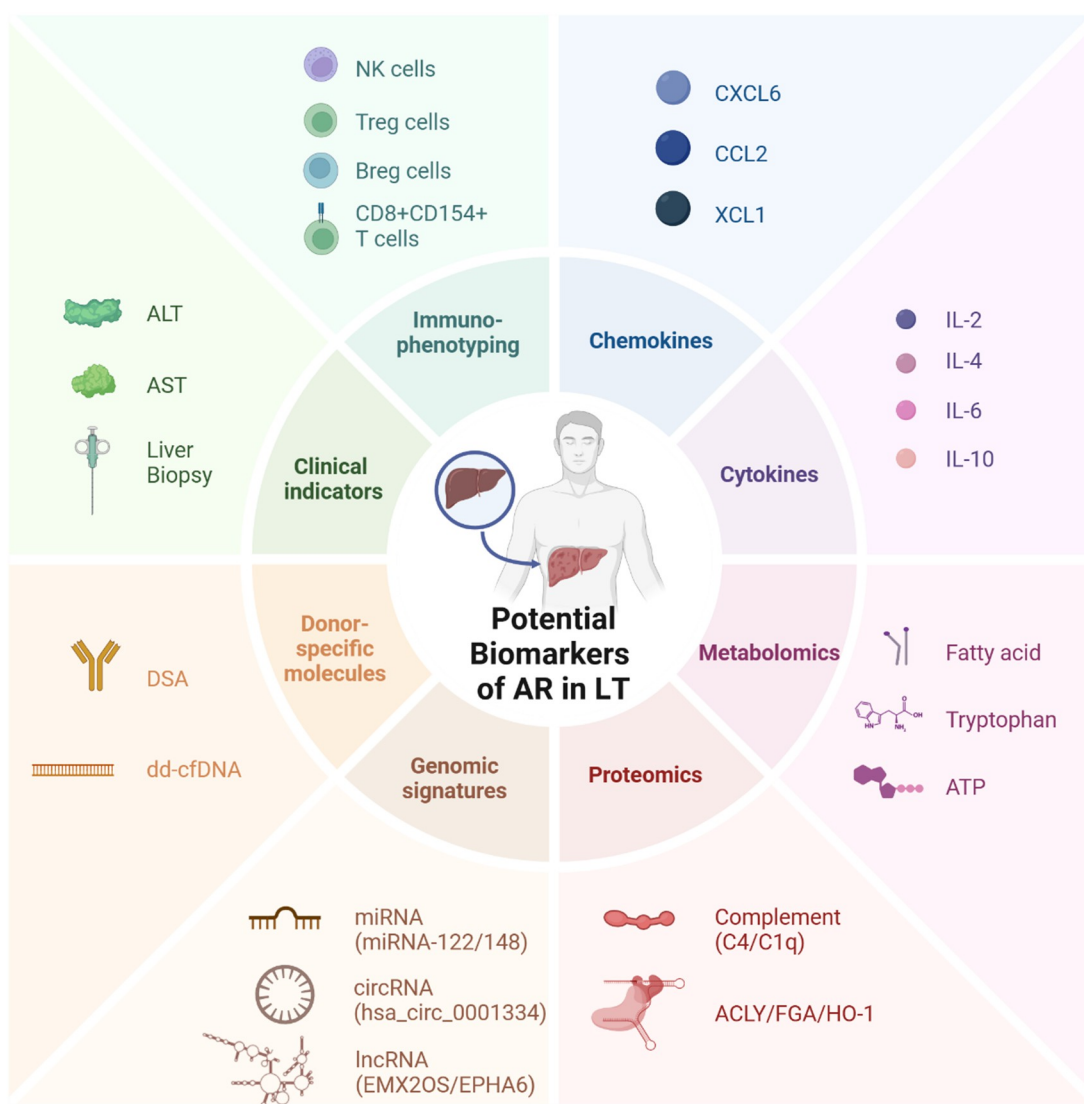 NK cells
Treg cells
Breg cells
CD8+CD154+
T cells
CXCL6
CCL2
XCL1
ALT
AST
Liver
Biopsy
Immuno-
phenotyping
Chemokines
IL-2
IL-4
IL-6
IL-10
Clinical
indicators
Cytokines
Potential
Biomarkers
of AR in LT
Donor-
specific
molecules
Metabolomics
DSA
dd-cfDNA
Fatty acid
O
OH
HN
NH2
Tryptophan
ATP
Genomic
signatures
Proteomics
miRNA
(miRNA-122/148)
circRNA
(hsa_circ_0001334)
lncRNA
(EMX2OS/EPHA6)
Complement
(C4/C1q)
ACLY/FGA/HO-1